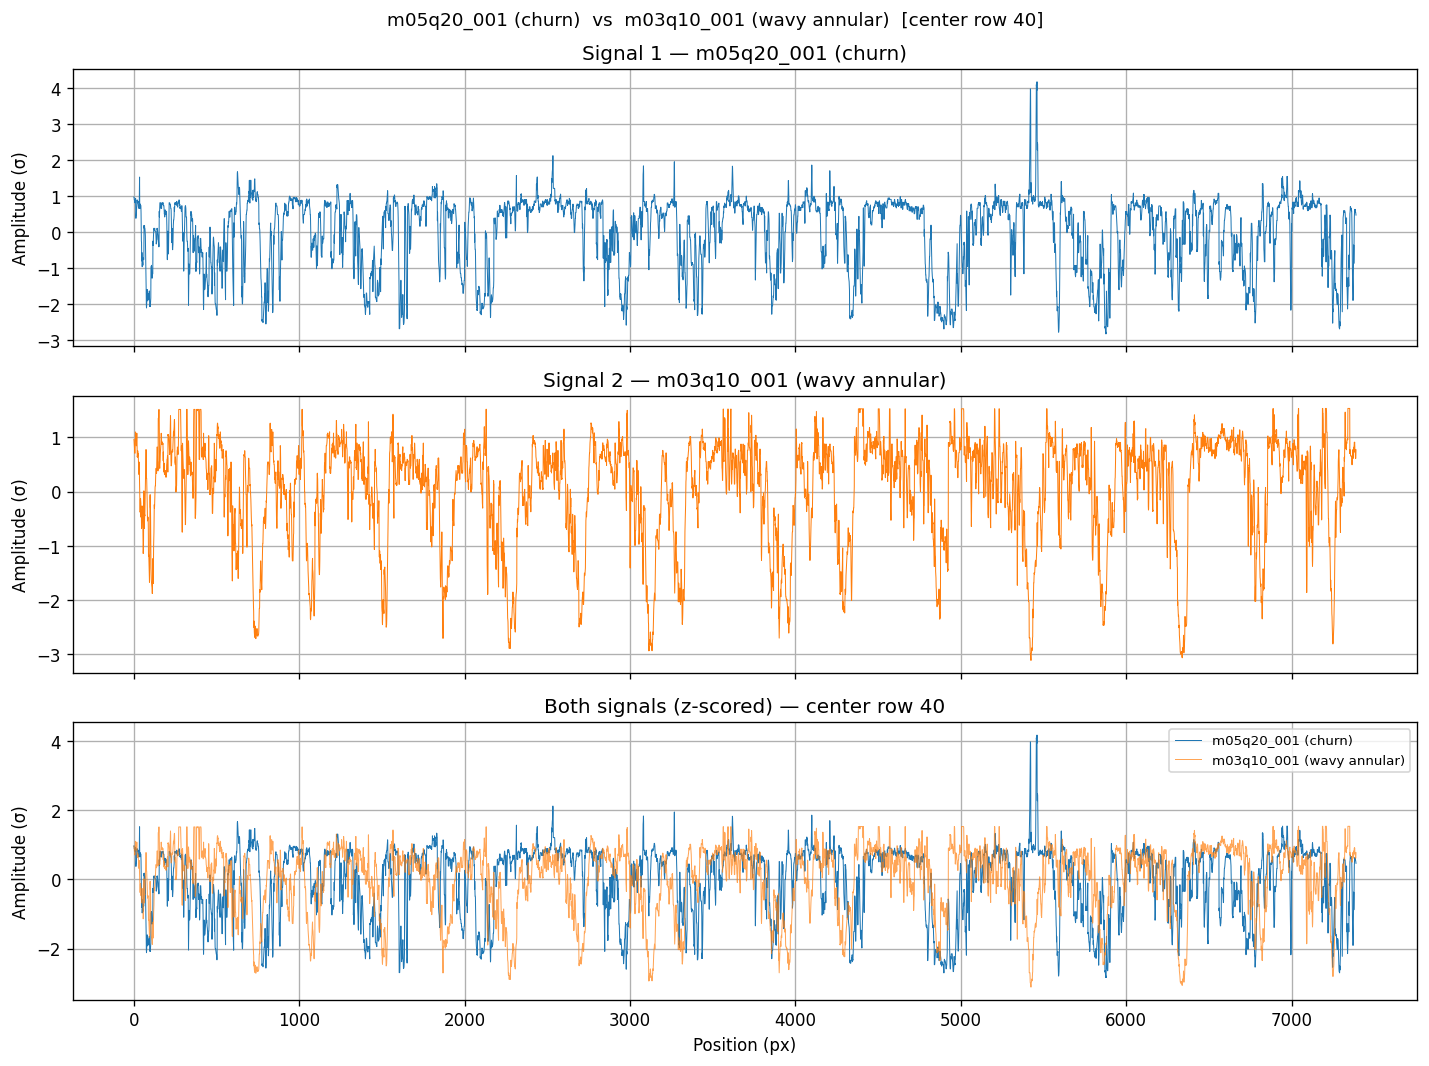 m05q20_001 (churn)  vs  m03q10_001 (wavy annular)  [center row 40]
Signal 1 — m05q20_001 (churn)
Amplitude (σ)
4
3
2
1
0
−1
−2
−3
Signal 2 — m03q10_001 (wavy annular)
Amplitude (σ)
1
0
−1
−2
−3
Both signals (z-scored) — center row 40
Amplitude (σ)
4
2
0
−2
m05q20_001 (churn)
m03q10_001 (wavy annular)
0 1000 2000 3000 4000 5000 6000 7000
Position (px)